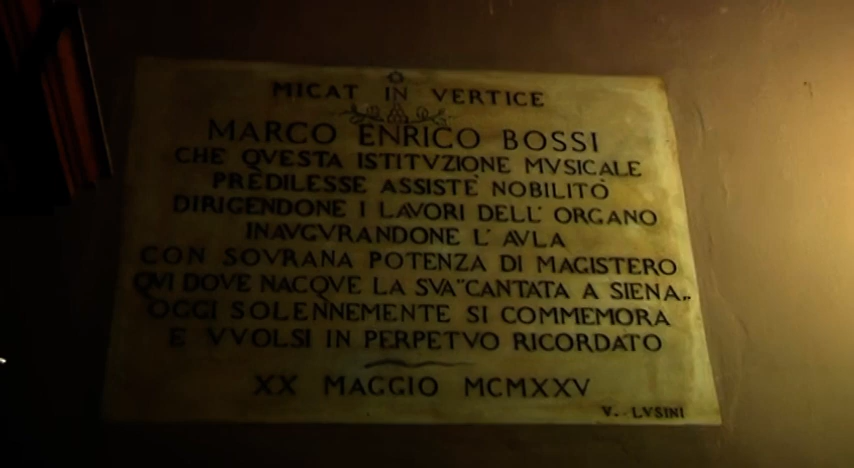 MICAT IN VERTICE
MARCO ENRICO BOSSI
CHE QVESTA ISTITVZIONE MVSICALE
PREDILESSE ASSISTÈ NOBILITÒ
DIRIGENDONE I LAVORI DELL' ORGANO
INAVGVRANDONE L' AVLA
CON SOVRANA POTENZA DI MAGISTERO
QVI DOVE NACQVE LA SVA "CANTATA A SIENA„
OGGI SOLENNEMENTE SI COMMEMORA
E VVOLSI IN PERPETVO RICORDATO
XX MAGGIO MCMXXV
V. LVSINI